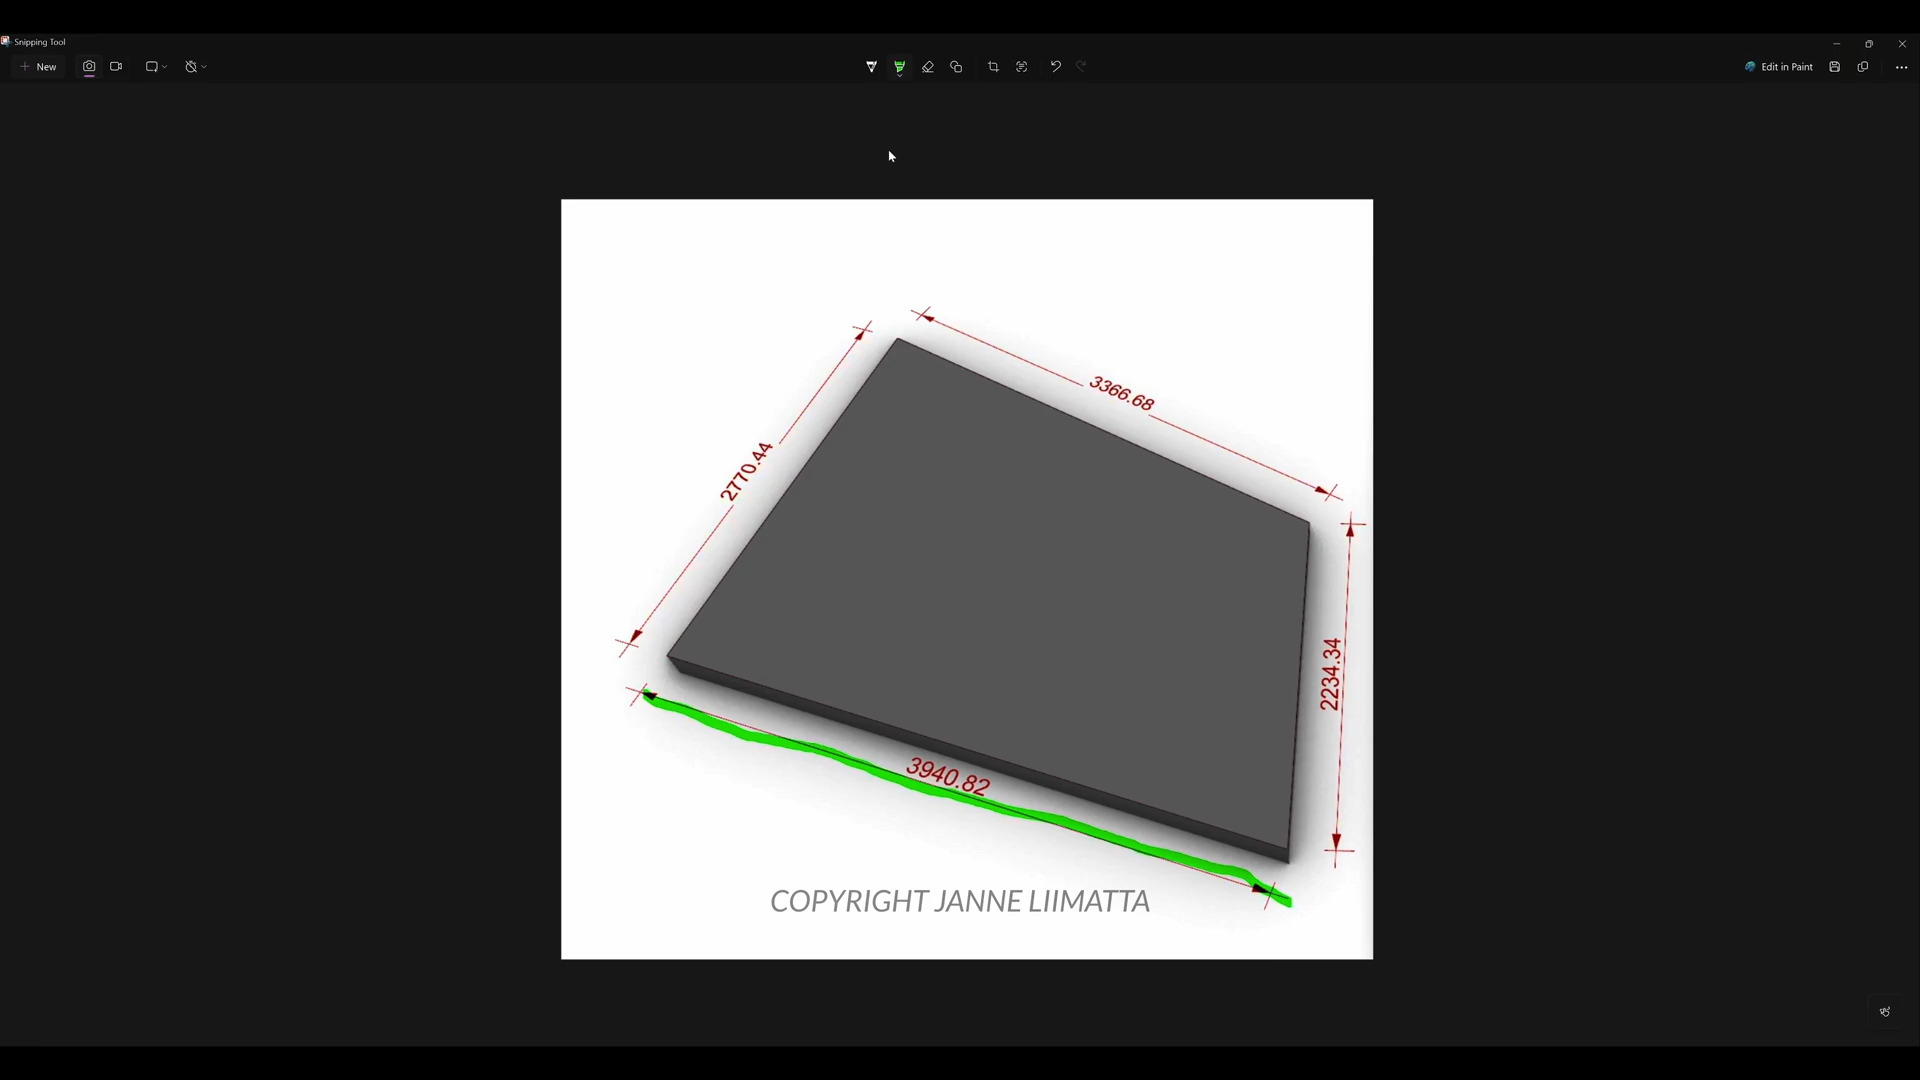 Snipping Tool
New
Edit in Paint
3366.68
2770.44
2234.34
3940.82
COPYRIGHT JANNE LIIMATTA